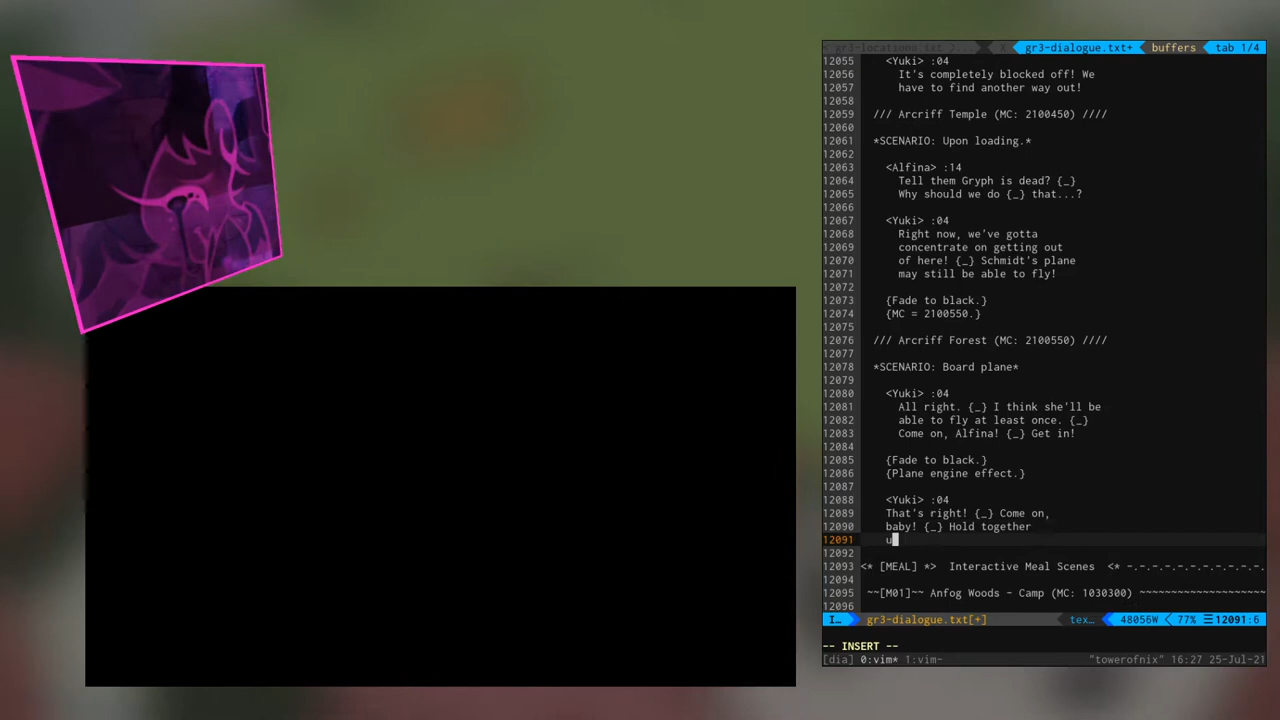 < gr3-locations.txt ... X gr3-dialogue.txt+ buffers tab 1/4
12055 <Yuki> :04
12056 It's completely blocked off! We
12057 have to find another way out!
12058
12059 /// Arcriff Temple (MC: 2100450) ////
12060
12061 *SCENARIO: Upon loading.*
12062
12063 <Alfina> :14
12064 Tell them Gryph is dead? {_}
12065 Why should we do {_} that...?
12066
12067 <Yuki> :04
12068 Right now, we've gotta
12069 concentrate on getting out
12070 of here! {_} Schmidt's plane
12071 may still be able to fly!
12072
12073 {Fade to black.}
12074 {MC = 2100550.}
12075
12076 /// Arcriff Forest (MC: 2100550) ////
12077
12078 *SCENARIO: Board plane*
12079
12080 <Yuki> :04
12081 All right. {_} I think she'll be
12082 able to fly at least once. {_}
12083 Come on, Alfina! {_} Get in!
12084
12085 {Fade to black.}
12086 {Plane engine effect.}
12087
12088 <Yuki> :04
12089 That's right! {_} Come on,
12090 baby! {_} Hold together
12091 u
12092
12093 <* [MEAL] *> Interactive Meal Scenes <* -.-.-.-.-.-.-.-.-.-.
12094
12095 ~~[M01]~~ Anfog Woods - Camp (MC: 1030300) ~~~~~~~~~~~~~~~~~~~~
12096
I... gr3-dialogue.txt[+] tex... 48056W 77% ☰12091:6
-- INSERT --
[dia] 0:vim* 1:vim- "towerofnix" 16:27 25-Jul-21